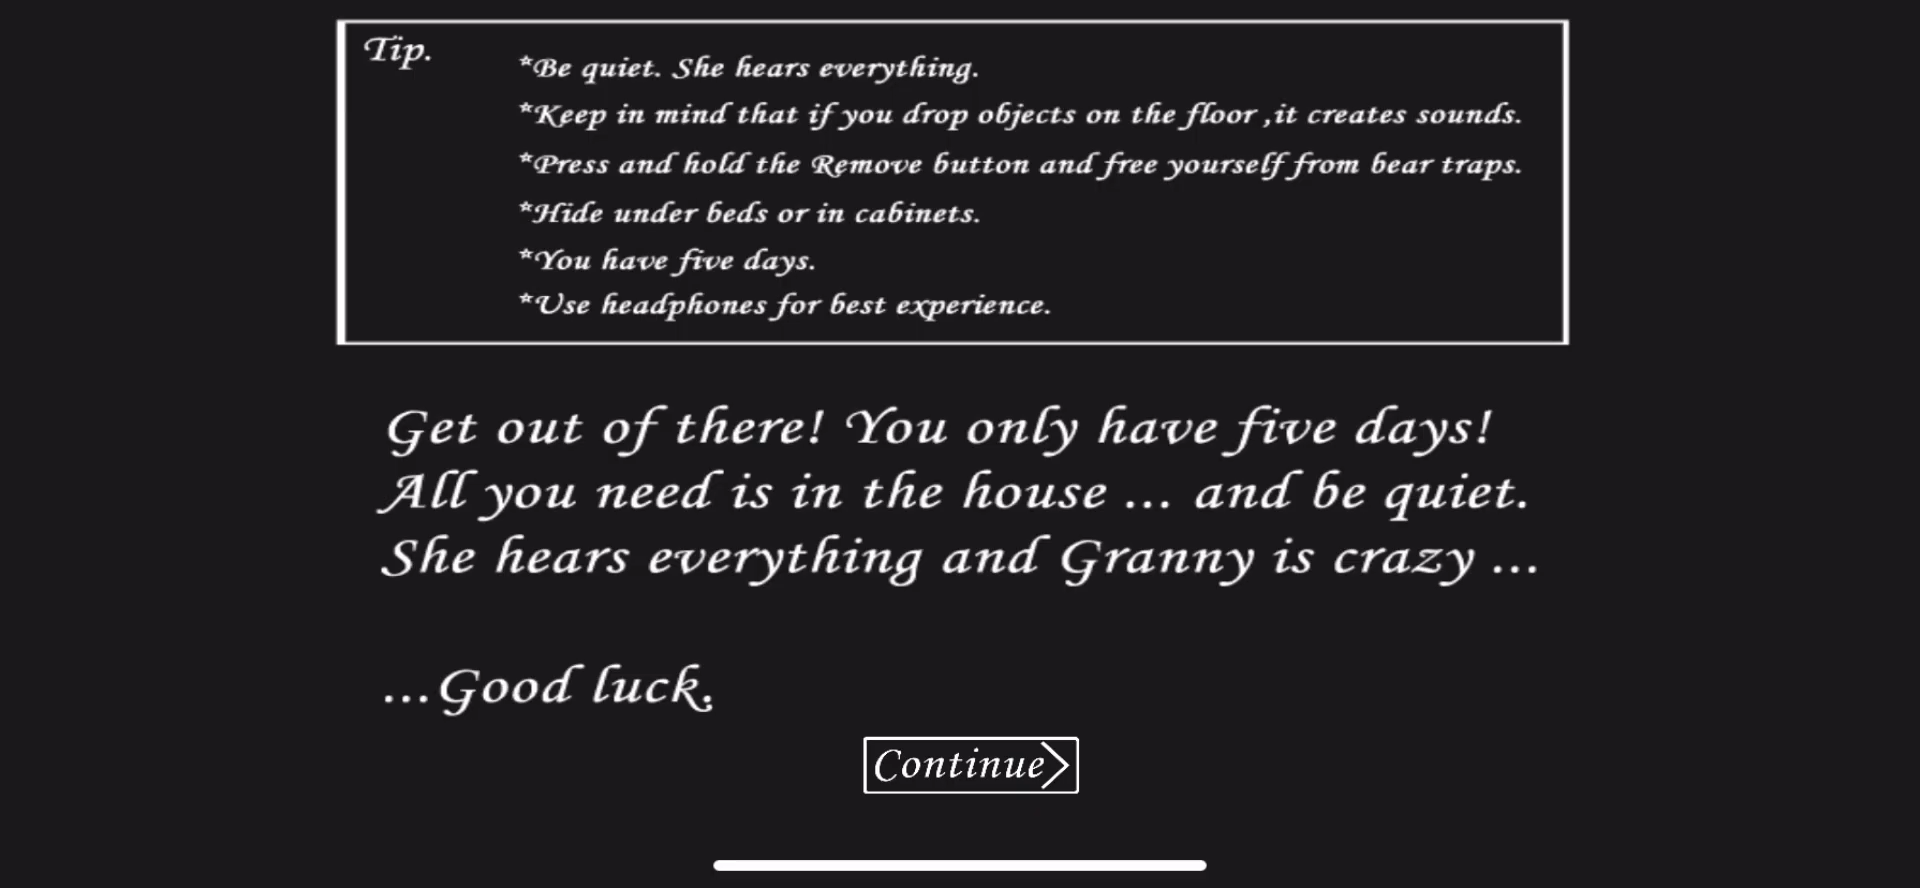 Tip.
*Be quiet. She hears everything.
*Keep in mind that if you drop objects on the floor ,it creates sounds.
*Press and hold the Remove button and free yourself from bear traps.
*Hide under beds or in cabinets.
*You have five days.
*Use headphones for best experience.
Get out of there! You only have five days!
All you need is in the house ... and be quiet.
She hears everything and Granny is crazy ...
...Good luck.
Continue